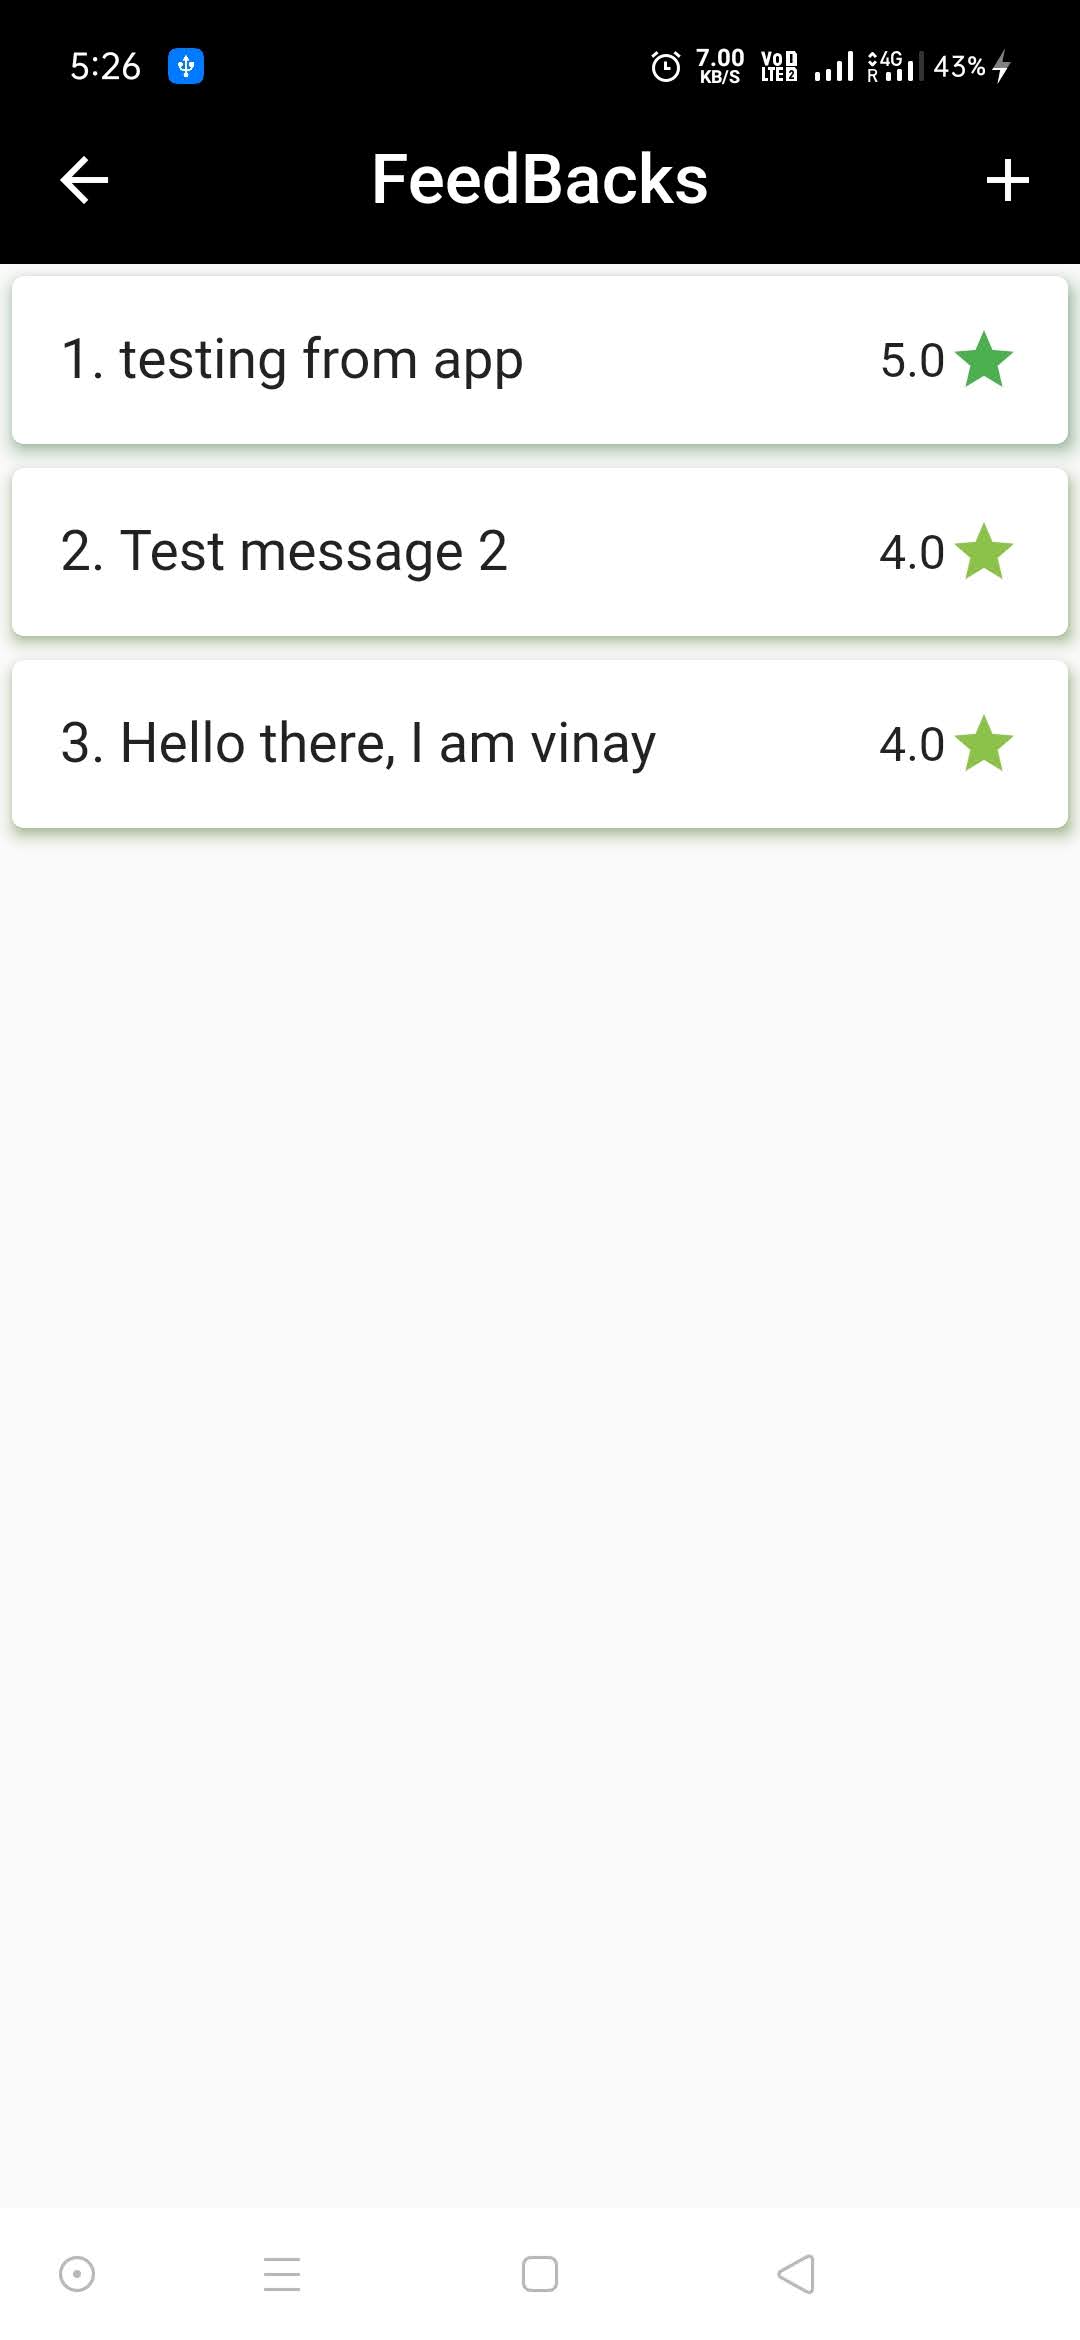 5:26 7.00 KB/S Vo 1 LTE 2 4G R 43%
FeedBacks
1. testing from app 5.0
2. Test message 2 4.0
3. Hello there, I am vinay 4.0